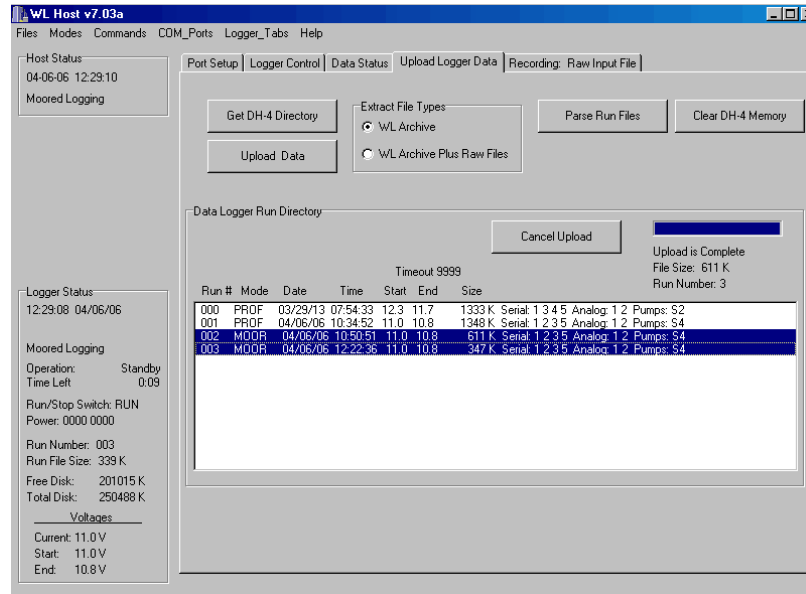 WL Host v7.03a
Files Modes Commands COM_Ports Logger_Tabs Help
Host Status
04-06-06 12:29:10
Moored Logging
Port Setup Logger Control Data Status Upload Logger Data Recording: Raw Input File
Get DH-4 Directory
Upload Data
Extract File Types
WL Archive
WL Archive Plus Raw Files
Parse Run Files
Clear DH-4 Memory
Data Logger Run Directory
Cancel Upload
Upload is Complete
File Size: 611 K
Run Number: 3
Timeout 9999
Run # Mode Date Time Start End Size
000 PROF 03/29/13 07:54:33 12.3 11.7 1333 K Serial: 1 3 4 5 Analog: 1 2 Pumps: S2
001 PROF 04/06/06 10:34:52 11.0 10.8 1348 K Serial: 1 2 3 5 Analog: 1 2 Pumps: S4
002 MOOR 04/06/06 10:50:51 11.0 10.8 611 K Serial: 1 2 3 5 Analog: 1 2 Pumps: S4
003 MOOR 04/06/06 12:22:36 11.0 10.8 347 K Serial: 1 2 3 5 Analog: 1 2 Pumps: S4
Logger Status
12:29:08 04/06/06
Moored Logging
Operation: Standby
Time Left 0:09
Run/Stop Switch: RUN
Power: 0000 0000
Run Number: 003
Run File Size: 339 K
Free Disk: 201015 K
Total Disk: 250488 K
Voltages
Current: 11.0 V
Start: 11.0 V
End: 10.8 V